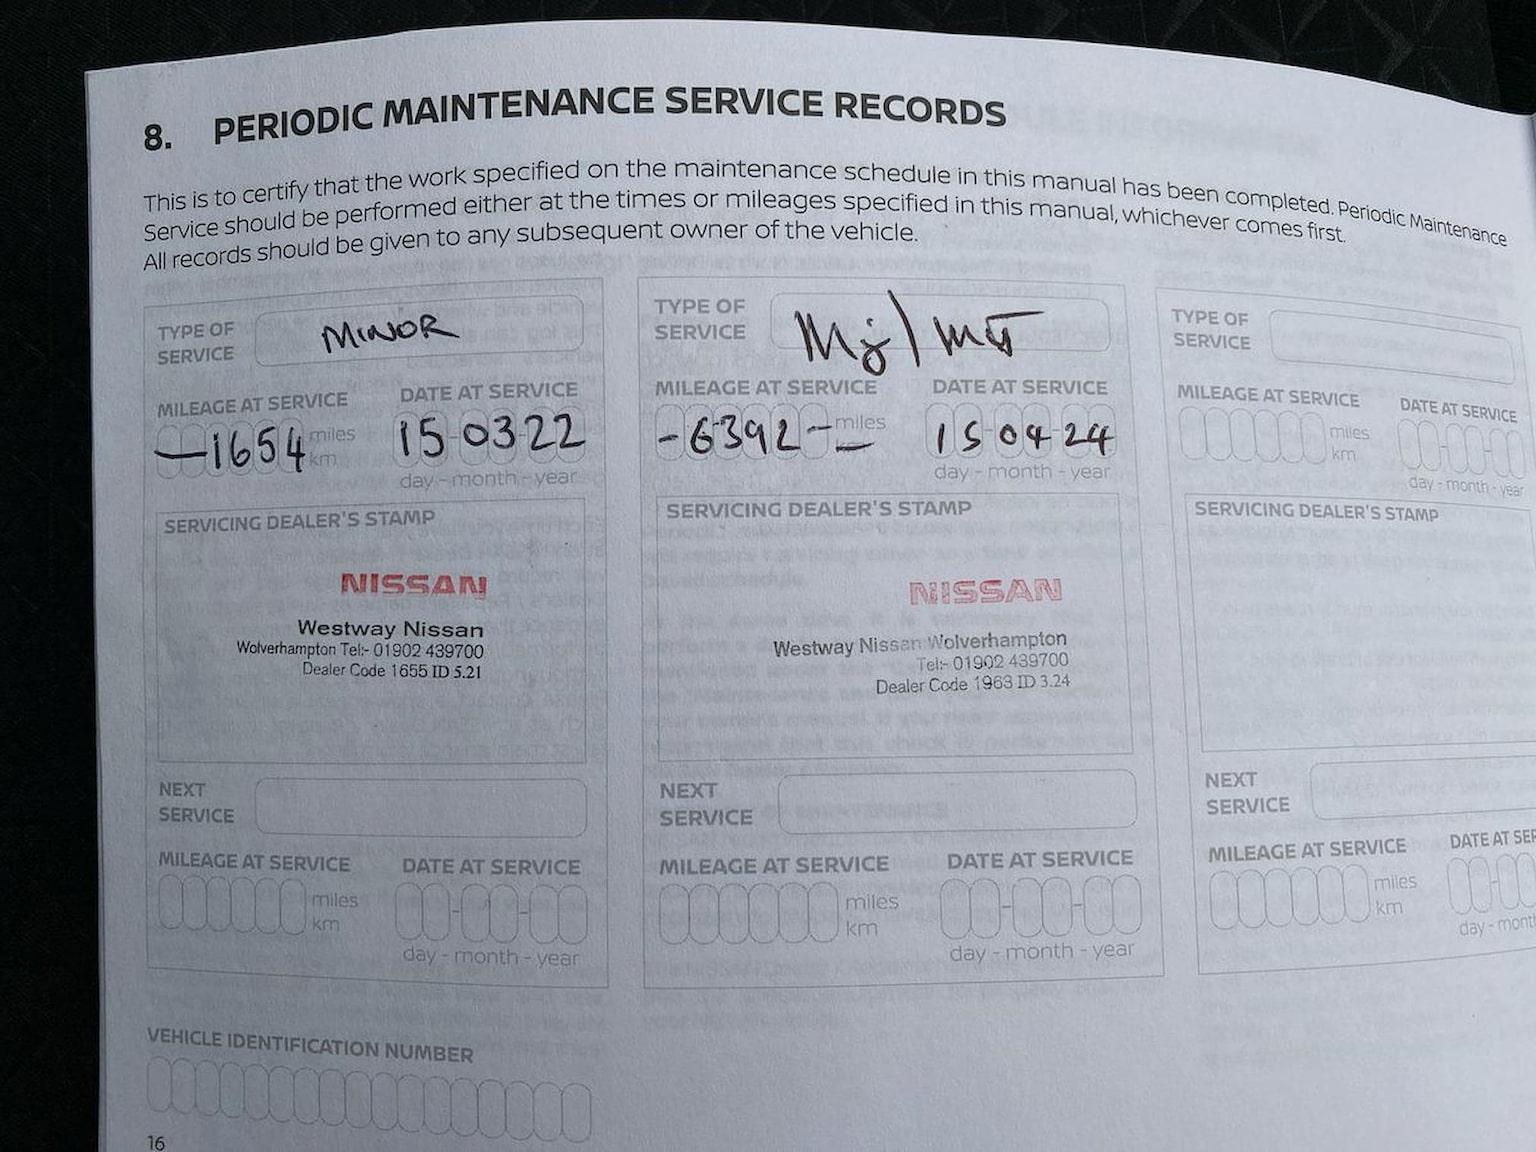 8. PERIODIC MAINTENANCE SERVICE RECORDS
This is to certify that the work specified on the maintenance schedule in this manual has been completed. Periodic Maintenance
Service should be performed either at the times or mileages specified in this manual, whichever comes first.
All records should be given to any subsequent owner of the vehicle.
TYPE OF
SERVICE
MINOR
MILEAGE AT SERVICE
DATE AT SERVICE
—1654 miles
km
15-03-22
day - month - year
SERVICING DEALER'S STAMP
NISSAN
Westway Nissan
Wolverhampton Tel:- 01902 439700
Dealer Code 1655 ID 5.21
NEXT
SERVICE
MILEAGE AT SERVICE
DATE AT SERVICE
miles
km
day - month - year
TYPE OF
SERVICE
MILEAGE AT SERVICE
DATE AT SERVICE
-6392-- miles
km
15 04 24
day - month - year
SERVICING DEALER'S STAMP
NISSAN
Westway Nissan Wolverhampton
Tel:- 01902 439700
Dealer Code 1963 ID 3.24
NEXT
SERVICE
MILEAGE AT SERVICE
DATE AT SERVICE
miles
km
day - month - year
TYPE OF
SERVICE
MILEAGE AT SERVICE
DATE AT SERVICE
miles
km
day - month - year
SERVICING DEALER'S STAMP
NEXT
SERVICE
MILEAGE AT SERVICE
DATE AT SER
miles
km
day - mont
VEHICLE IDENTIFICATION NUMBER
16